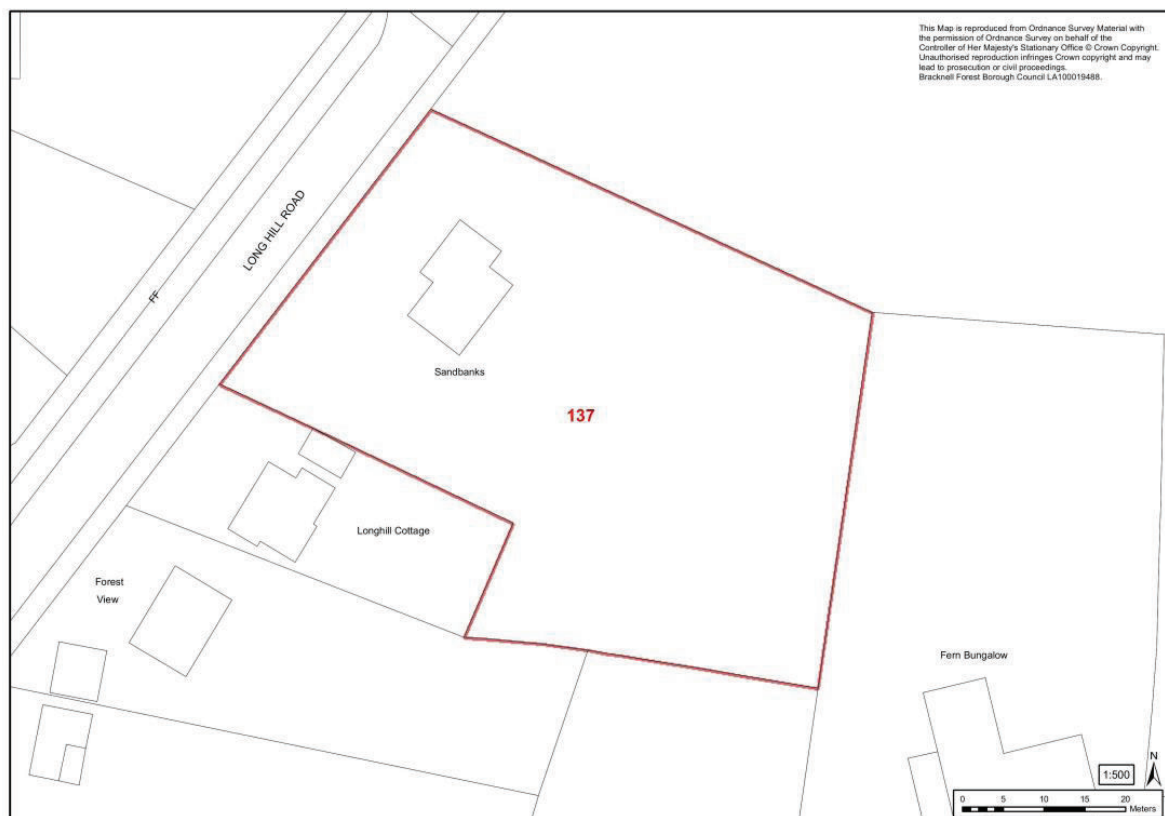 This Map is reproduced from Ordnance Survey Material with
the permission of Ordnance Survey on behalf of the
Controller of Her Majesty's Stationary Office © Crown Copyright.
Unauthorised reproduction infringes Crown copyright and may
lead to prosecution or civil proceedings.
Bracknell Forest Borough Council LA100019488.
LONG HILL ROAD
FF
Sandbanks
137
Longhill Cottage
Forest
View
Fern Bungalow
N
1:500
0 5 10 15 20
Meters